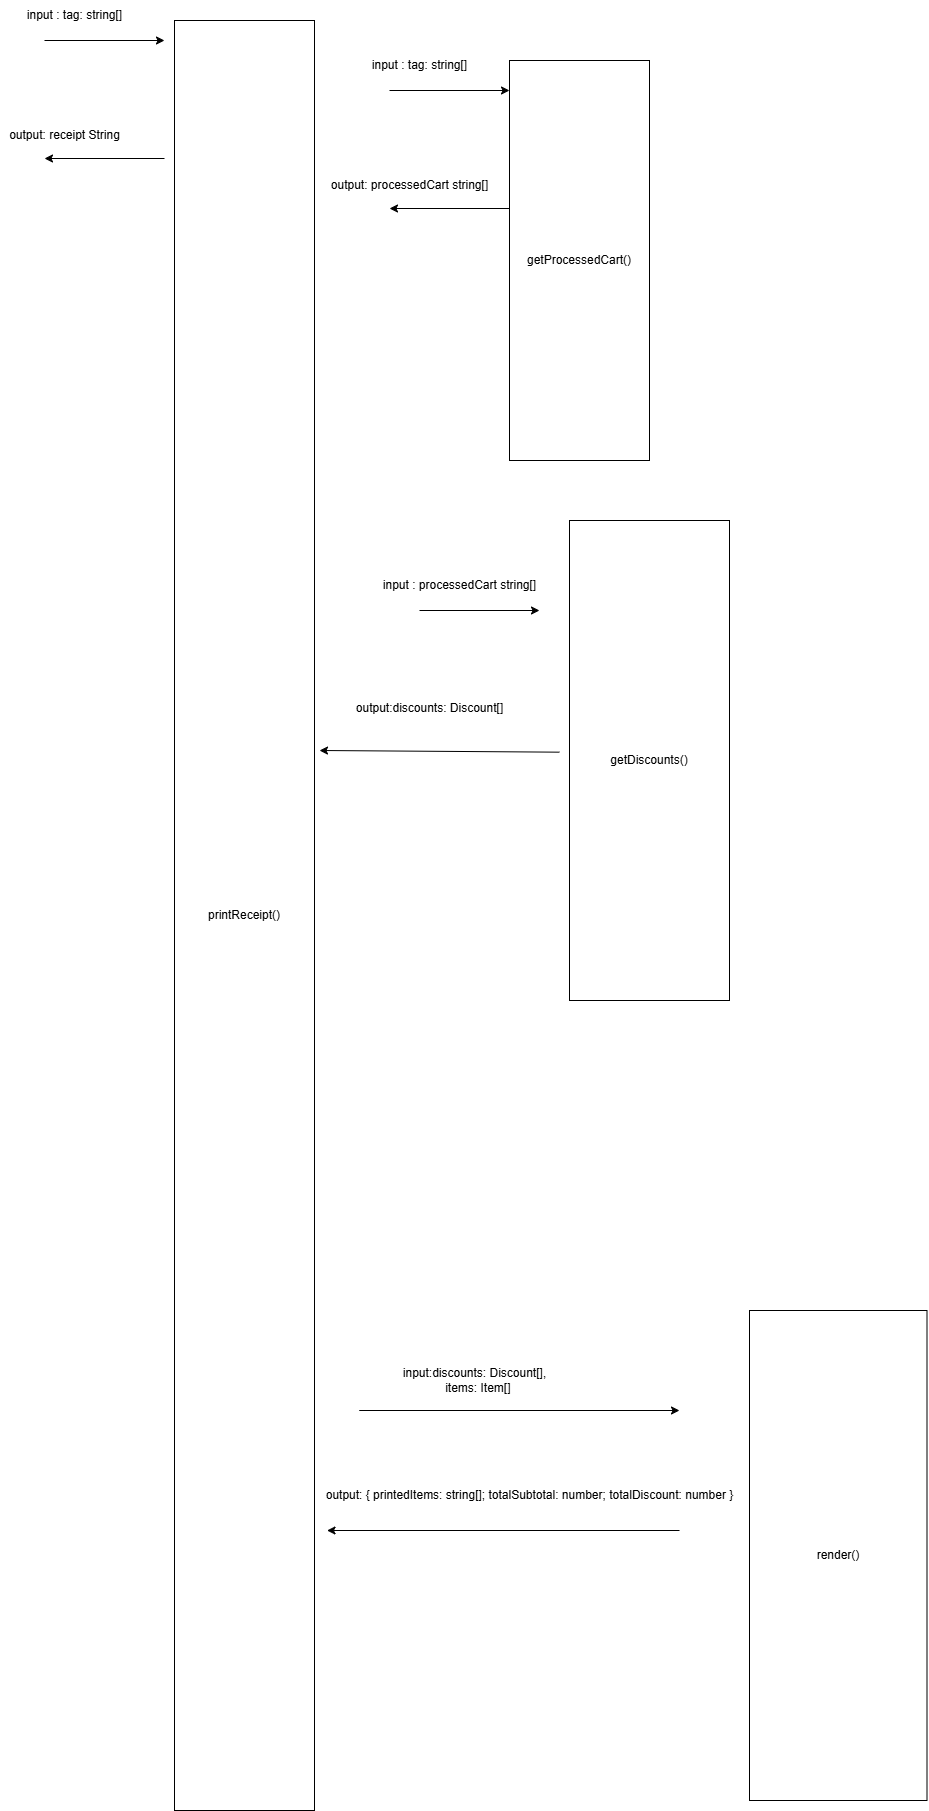 input : tag: string[]
output: receipt String
input : tag: string[]
output: processedCart string[]
getProcessedCart()
input : processedCart string[]
output:discounts: Discount[]
getDiscounts()
printReceipt()
input:discounts: Discount[],
items: Item[]
output: { printedItems: string[]; totalSubtotal: number; totalDiscount: number }
render()